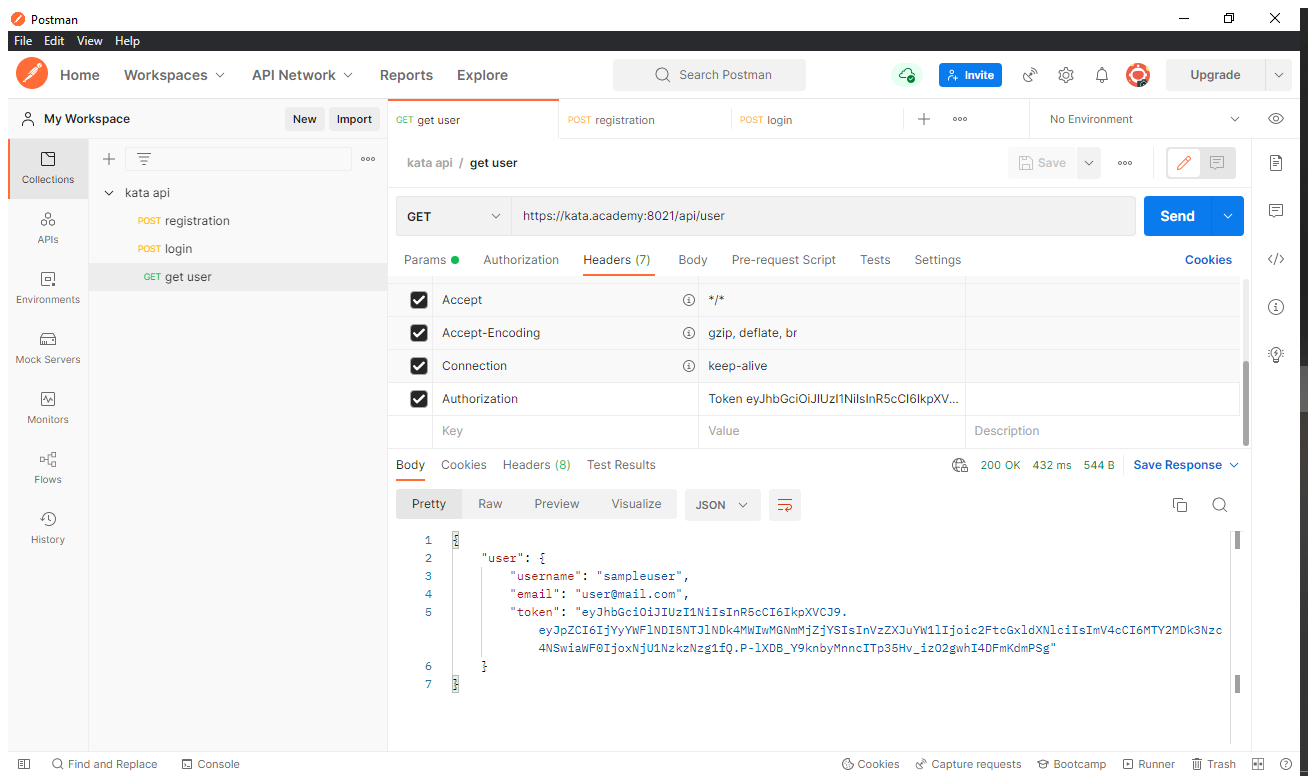 Postman
File Edit View Help
Home Workspaces API Network Reports Explore Search Postman Invite Upgrade
My Workspace New Import GET get user POST registration POST login No Environment
kata api / get user Save
Collections
kata api
POST registration
POST login
GET get user
APIs
Environments
Mock Servers
Monitors
Flows
History
GET https://kata.academy:8021/api/user Send
Params Authorization Headers (7) Body Pre-request Script Tests Settings Cookies
Accept */*
Accept-Encoding gzip, deflate, br
Connection keep-alive
Authorization Token eyJhbGciOiJIUzI1NiIsInR5cCI6IkpXV...
Key Value Description
Body Cookies Headers (8) Test Results 200 OK 432 ms 544 B Save Response
Pretty Raw Preview Visualize JSON
1 {
2 "user": {
3 "username": "sampleuser",
4 "email": "user@mail.com",
5 "token": "eyJhbGciOiJIUzI1NiIsInR5cCI6IkpXVCJ9.
eyJpZCI6IjYyYWFlNDI5NTJlNDk4MWIwMGNmMjZjYSIsInVzZXJuYW1lIjoic2FtcGxldXNlciIsImV4cCI6MTY2MDk3Nzc
4NSwiaWF0IjoxNjU1NzkzNzg1fQ.P-lXDB_Y9knbyMnncITp35Hv_izO2gwhI4DFmKdmPSg"
6 }
7 }
Find and Replace Console Cookies Capture requests Bootcamp Runner Trash